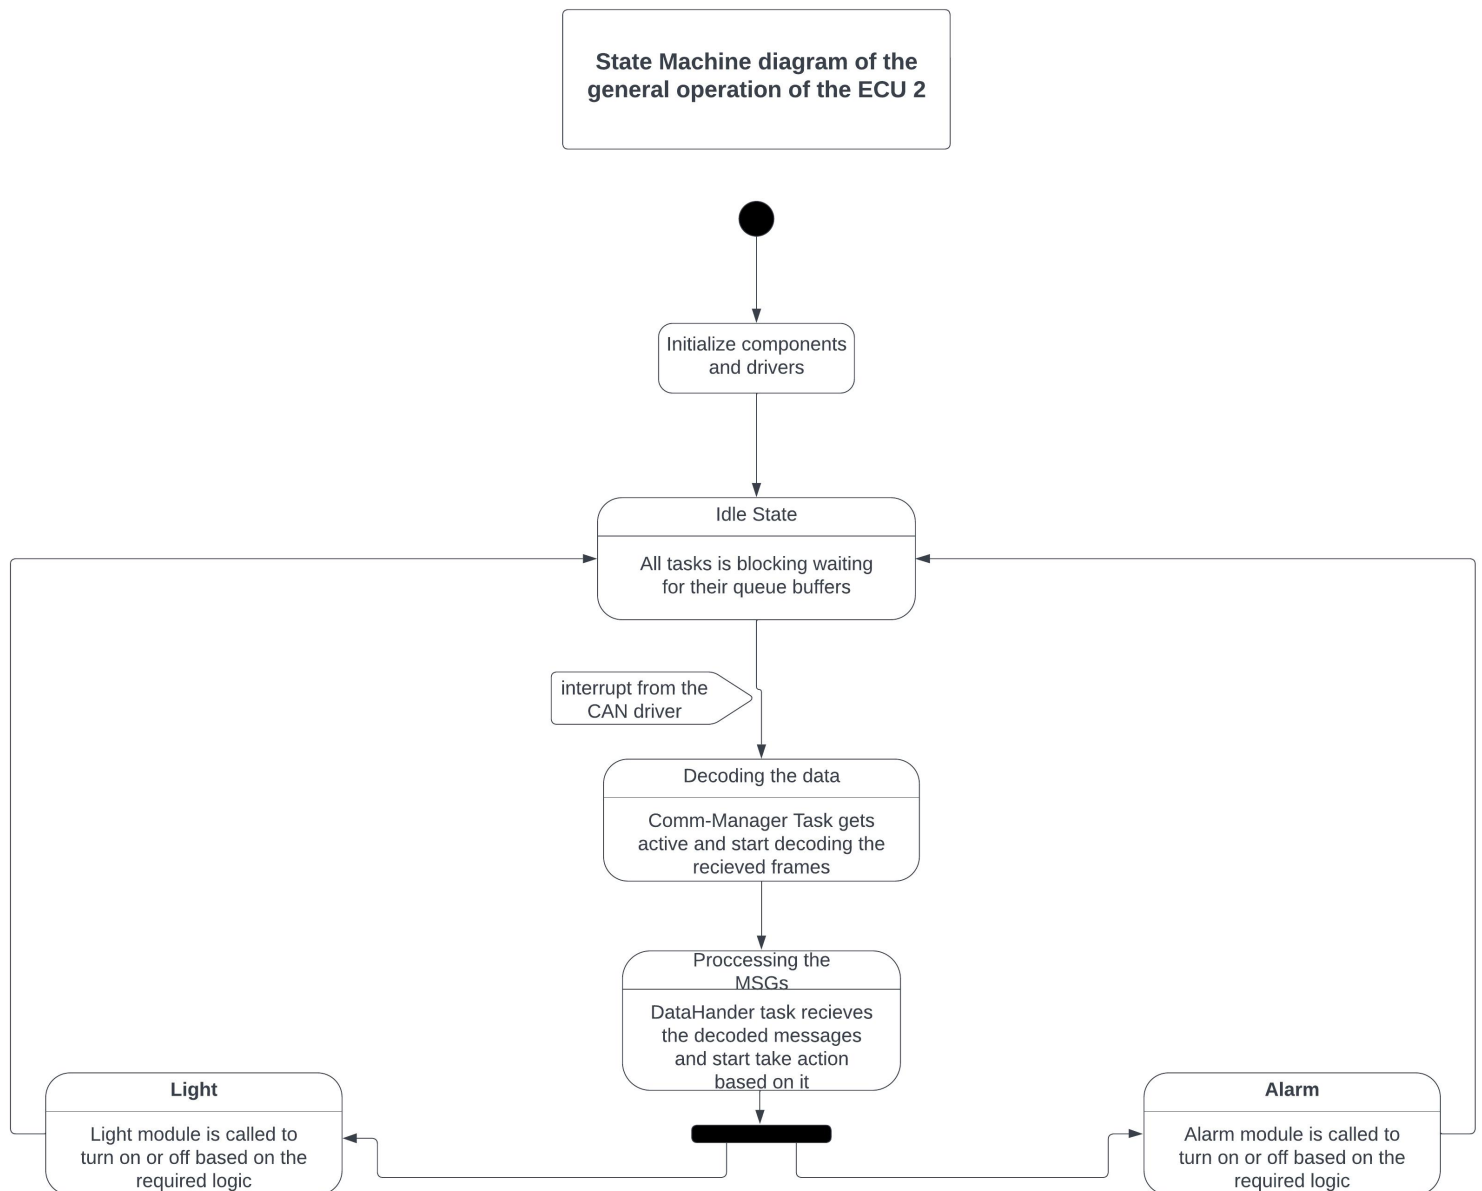 State Machine diagram of the
general operation of the ECU 2
Initialize components
and drivers
Idle State
All tasks is blocking waiting
for their queue buffers
interrupt from the
CAN driver
Decoding the data
Comm-Manager Task gets
active and start decoding the
recieved frames
Proccessing the
MSGs
DataHander task recieves
the decoded messages
and start take action
based on it
Light
Light module is called to
turn on or off based on the
required logic
Alarm
Alarm module is called to
turn on or off based on the
required logic